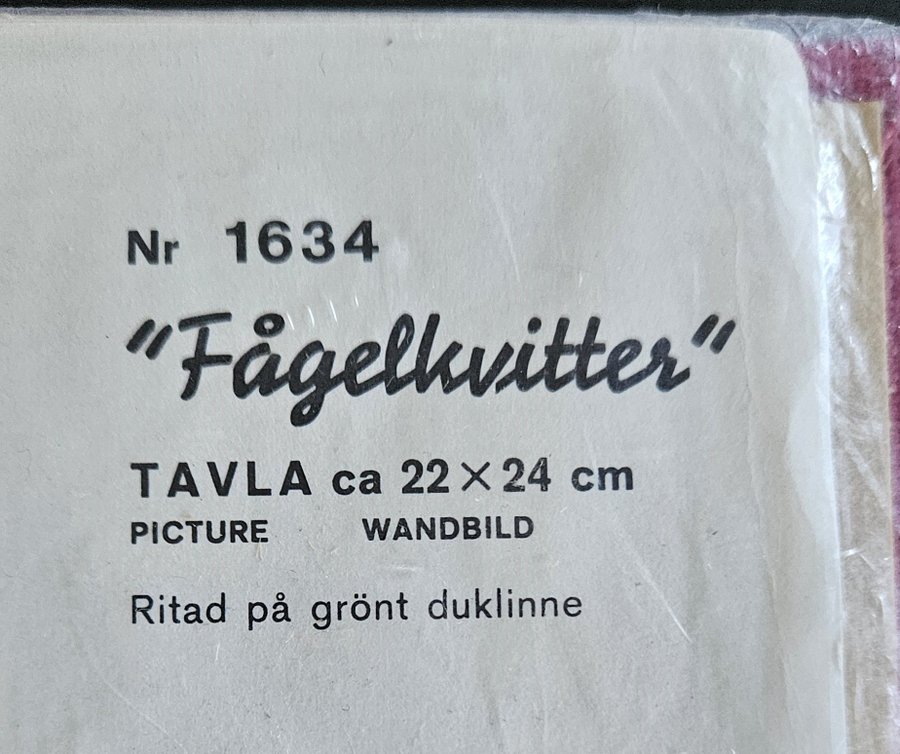 Nr 1634
"Fågelkvitter"
TAVLA ca 22×24 cm
PICTURE WANDBILD
Ritad på grönt duklinne